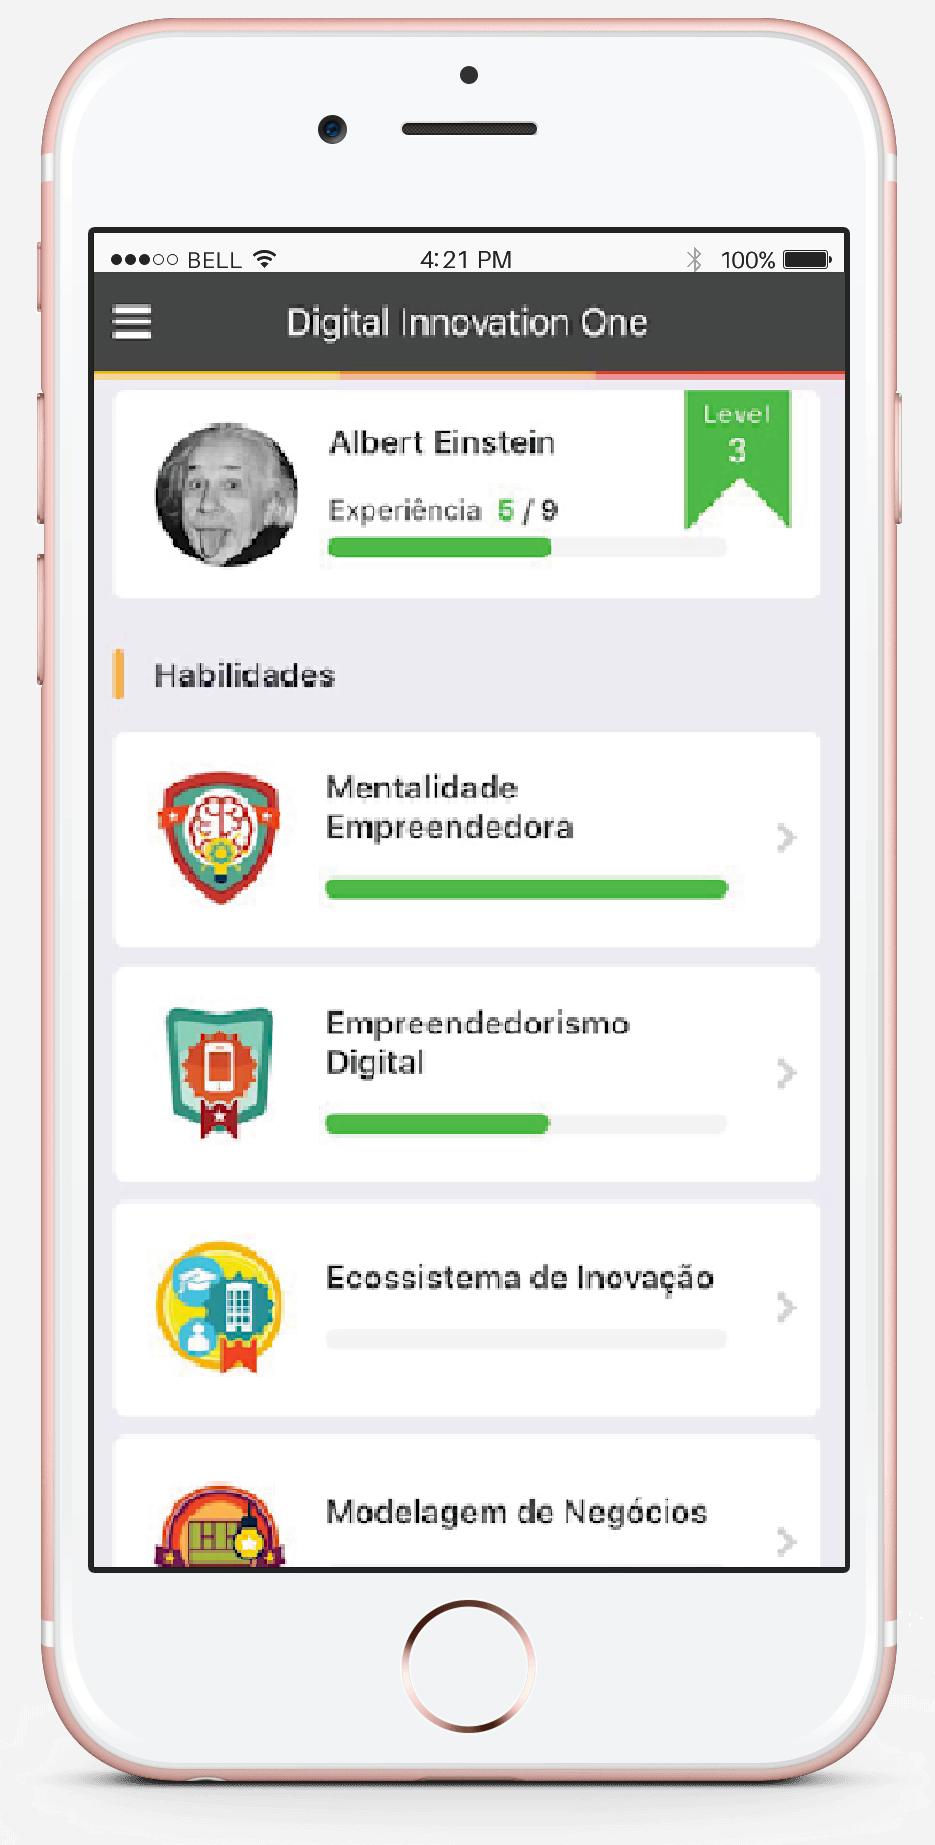 BELL 4:21 PM 100%
Digital Innovation One
Level
3
Albert Einstein
Experiência 5 / 9
Habilidades
Mentalidade
Empreendedora
Empreendedorismo
Digital
Ecossistema de Inovação
Modelagem de Negócios